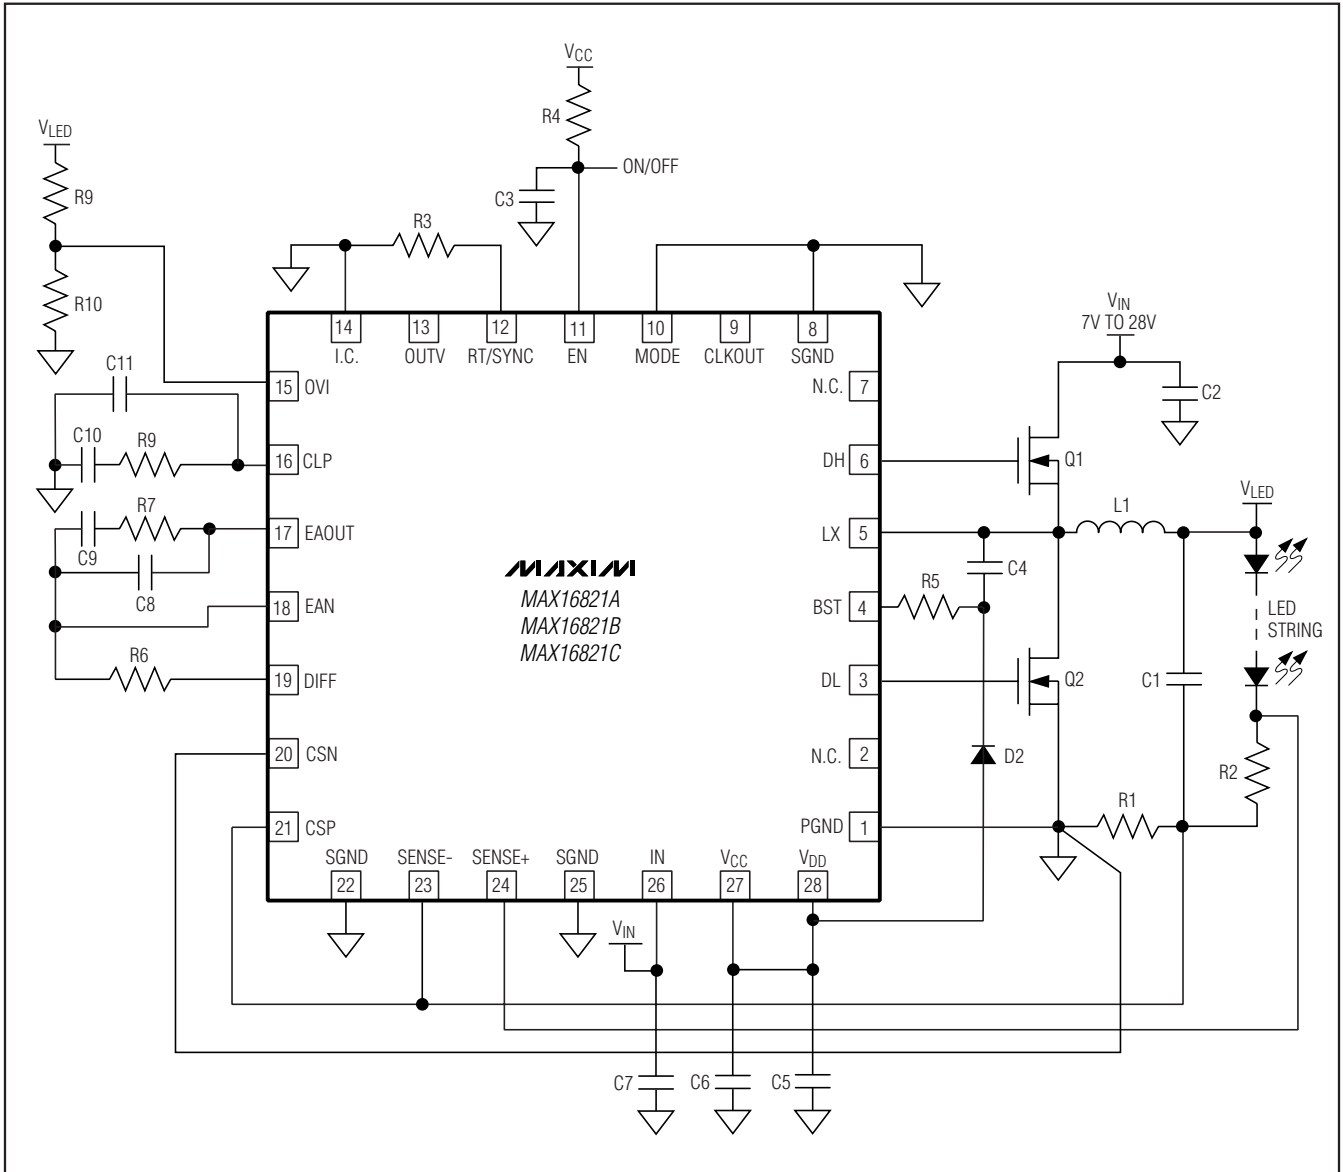 VCC
R4
ON/OFF
C3
VLED
R9
R10
R3
14
13
12
11
10
9
8
I.C.
OUTV
RT/SYNC
EN
MODE
CLKOUT
SGND
VIN
7V TO 28V
C2
C11
15 OVI
N.C. 7
C10
R9
16 CLP
DH 6
Q1
R7
C9
C8
17 EAOUT
LX 5
L1
VLED
C4
MAXIM
MAX16821A
MAX16821B
MAX16821C
18 EAN
BST 4
R5
LED
STRING
R6
19 DIFF
DL 3
Q2
C1
20 CSN
N.C. 2
D2
R2
21 CSP
PGND 1
R1
SGND
SENSE-
SENSE+
SGND
IN
VCC
VDD
22
23
24
25
26
27
28
VIN
C7
C6
C5